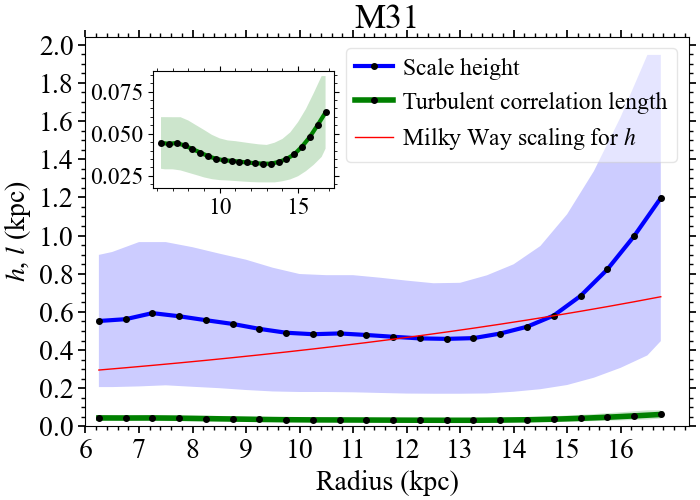 M31
2.0
1.8
1.6
1.4
1.2
1.0
0.8
0.6
0.4
0.2
0.0
h, l (kpc)
0.075
0.050
0.025
10 15
Scale height
Turbulent correlation length
Milky Way scaling for h
6 7 8 9 10 11 12 13 14 15 16
Radius (kpc)